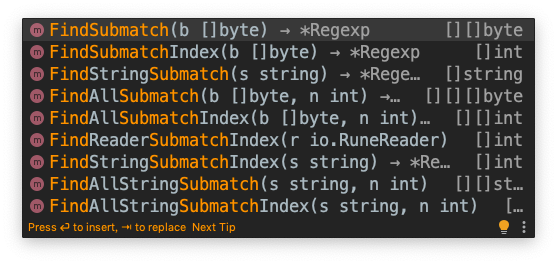 m FindSubmatch(b []byte) → *Regexp [][]byte
m FindSubmatchIndex(b []byte) → *Regexp []int
m FindStringSubmatch(s string) → *Rege… []string
m FindAllSubmatch(b []byte, n int) →… [][][]byte
m FindAllSubmatchIndex(b []byte, n int)… [][]int
m FindReaderSubmatchIndex(r io.RuneReader) []int
m FindStringSubmatchIndex(s string) → *Re… []int
m FindAllStringSubmatch(s string, n int) [][]st…
m FindAllStringSubmatchIndex(s string, n int) […
Press ⏎ to insert, ⇥ to replace Next Tip